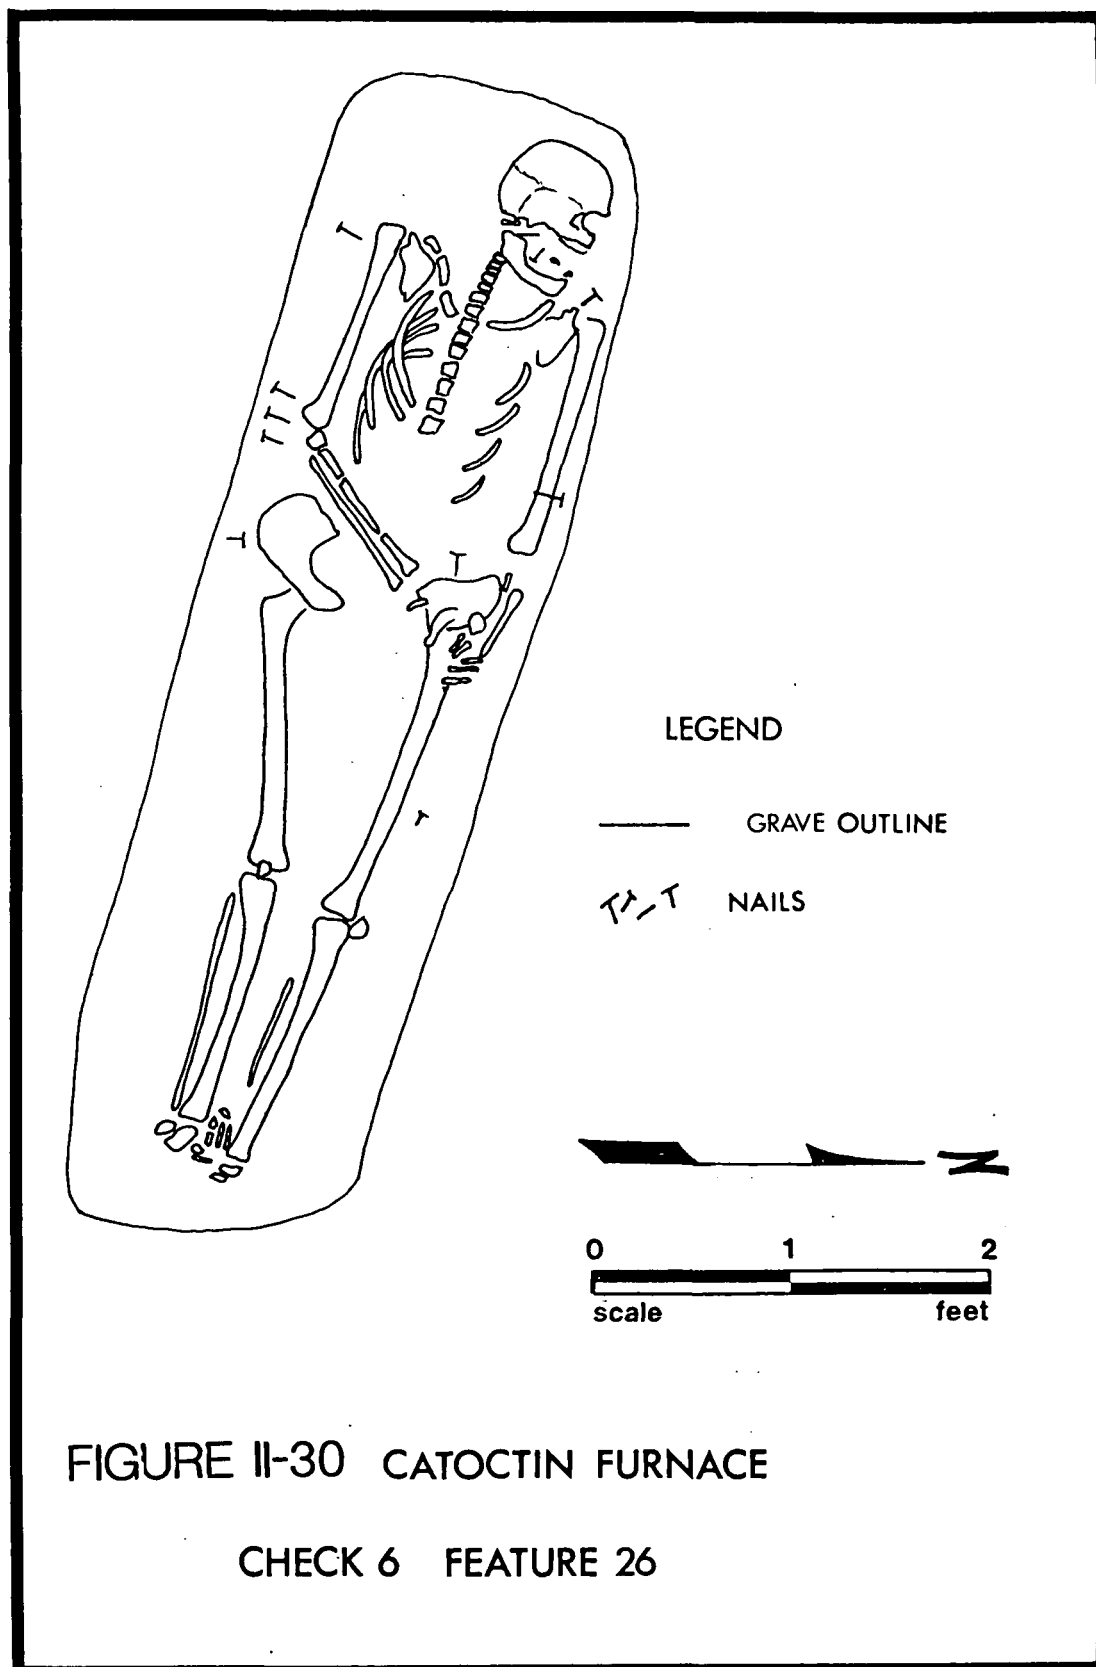 LEGEND
GRAVE OUTLINE
NAILS
N
0 1 2
scale feet
FIGURE II-30 CATOCTIN FURNACE
CHECK 6 FEATURE 26